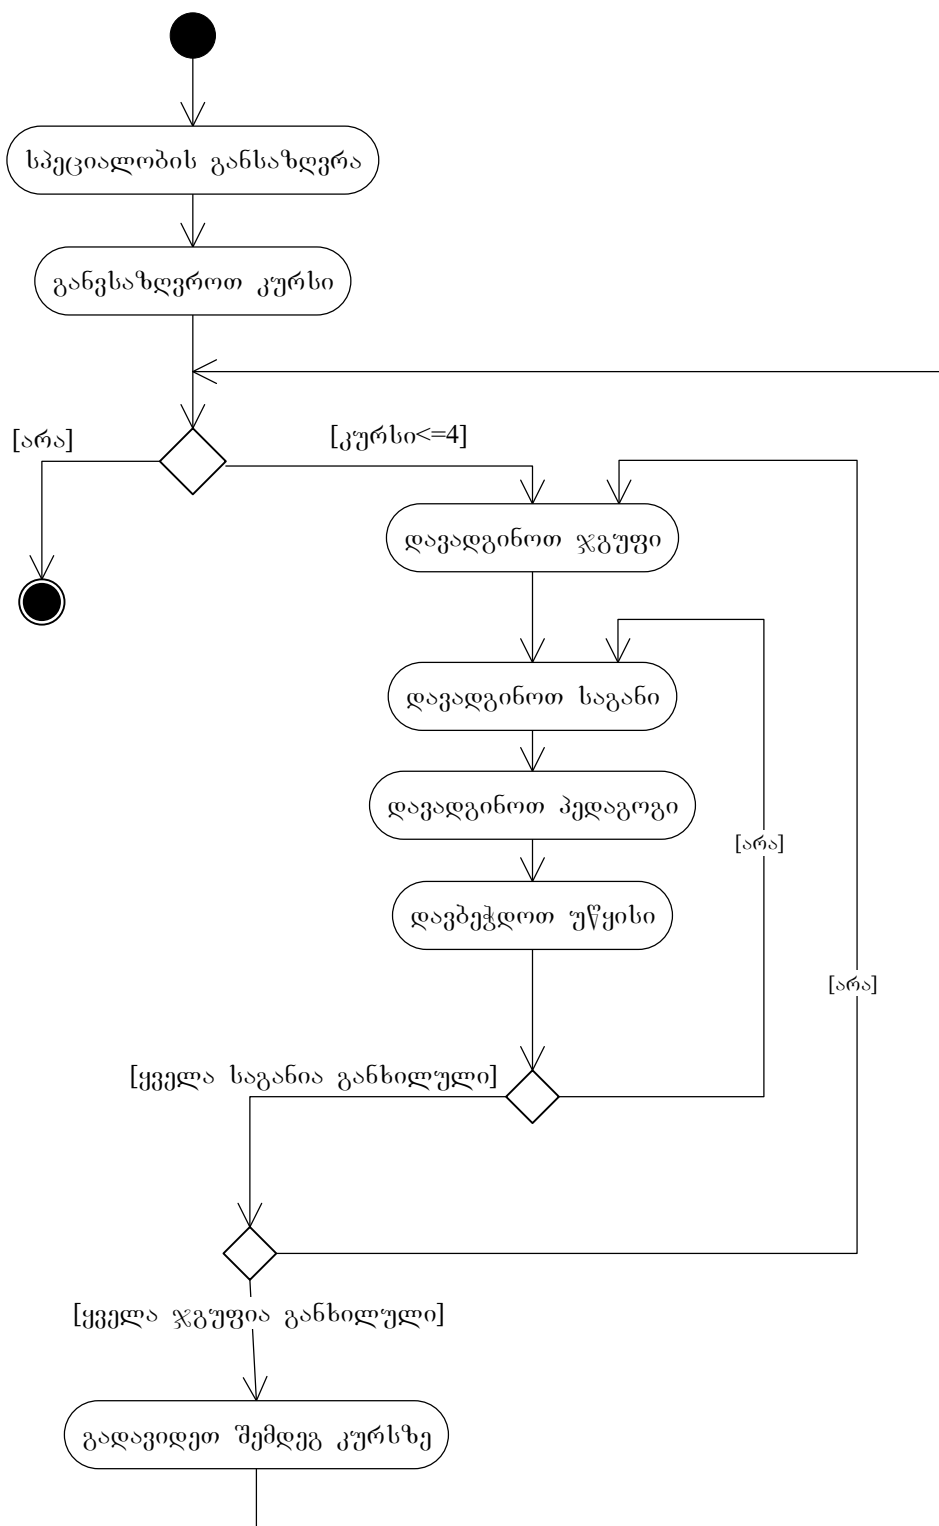 სპეციალობის განსაზღვრა
განვსაზღვროთ კურსი
[არა]
[კურსი<=4]
დავადგინოთ ჯგუფი
დავადგინოთ საგანი
დავადგინოთ პედაგოგი
[არა]
დავბეჭდოთ უწყისი
[არა]
[ყველა საგანია განხილული]
[ყველა ჯგუფია განხილული]
გადავიდეთ შემდეგ კურსზე